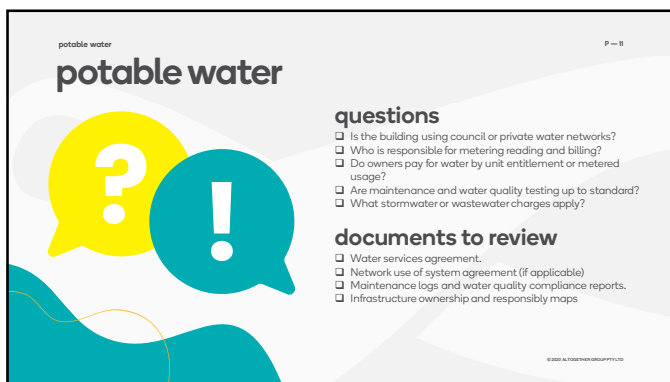 potable water
P — 11
potable water
?
!
questions
❑ Is the building using council or private water networks?
❑ Who is responsible for metering reading and billing?
❑ Do owners pay for water by unit entitlement or metered
usage?
❑ Are maintenance and water quality testing up to standard?
❑ What stormwater or wastewater charges apply?
documents to review
❑ Water services agreement.
❑ Network use of system agreement (if applicable)
❑ Maintenance logs and water quality compliance reports.
❑ Infrastructure ownership and responsibly maps
© 2020 ALTOGETHER GROUP PTY LTD